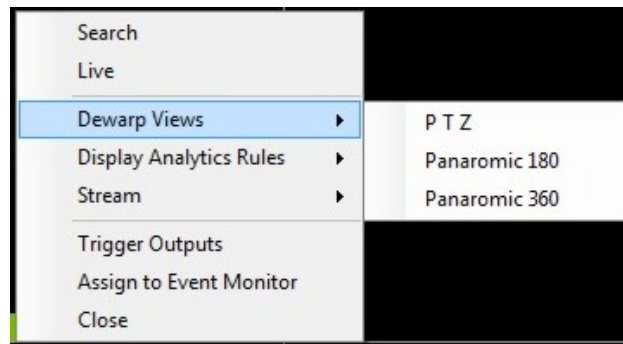 Search
Live
Dewarp Views
P T Z
Display Analytics Rules
Panaromic 180
Stream
Panaromic 360
Trigger Outputs
Assign to Event Monitor
Close